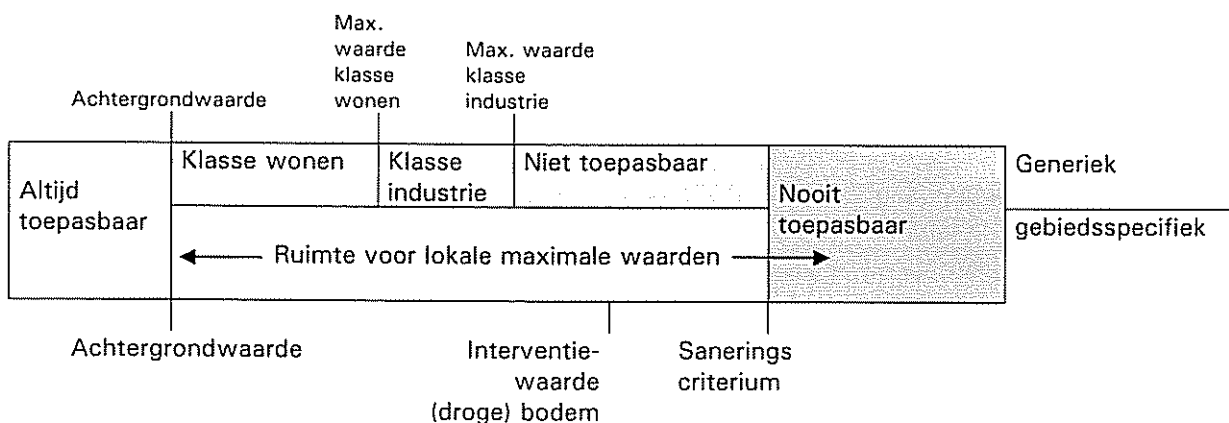 Max.
waarde
klasse
wonen
Max. waarde
klasse
industrie
Achtergrondwaarde
Altijd
toepasbaar
Klasse wonen
Klasse
industrie
Niet toepasbaar
Nooit
toepasbaar
Generiek
gebiedsspecifiek
Ruimte voor lokale maximale waarden
Achtergrondwaarde
Interventie-
waarde
(droge) bodem
Sanerings
criterium